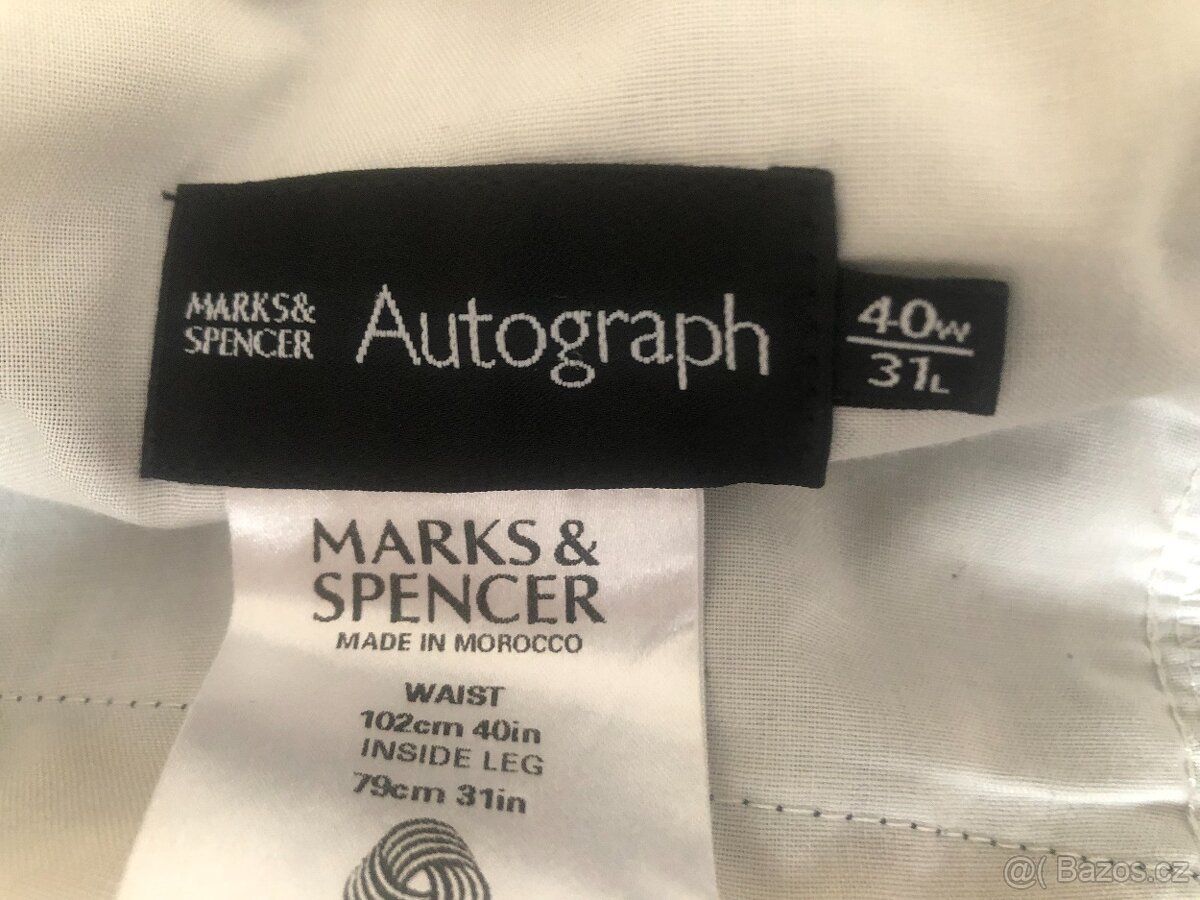 MARKS&
SPENCER
Autograph
40W
31L
MARKS &
SPENCER
MADE IN MOROCCO
WAIST
102cm 40in
INSIDE LEG
79cm 31in
@( Bazos.cz